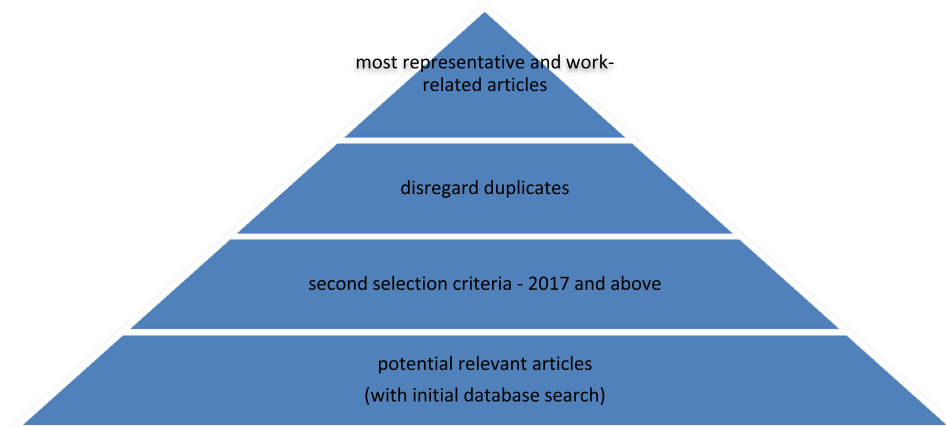 most representative and work-
related articles
disregard duplicates
second selection criteria - 2017 and above
potential relevant articles
(with initial database search)